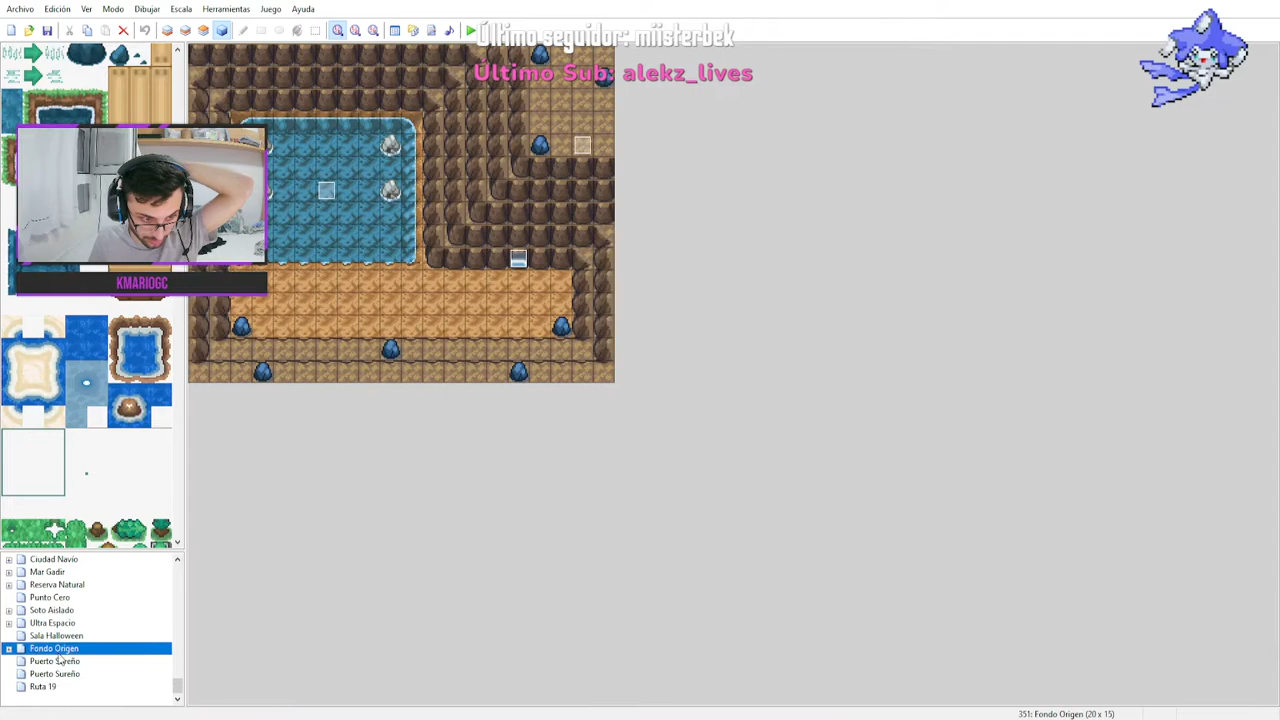 Archivo Edición Ver Modo Dibujar Escala Herramientas Juego Ayuda
Último seguidor: miisterbek
Último Sub: alekz_lives
KMARIOGC
Ciudad Navío
Mar Gadir
Reserva Natural
Punto Cero
Soto Aislado
Ultra Espacio
Sala Halloween
Fondo Origen
Puerto Sureño
Puerto Sureño
Ruta 19
351: Fondo Origen (20 x 15)